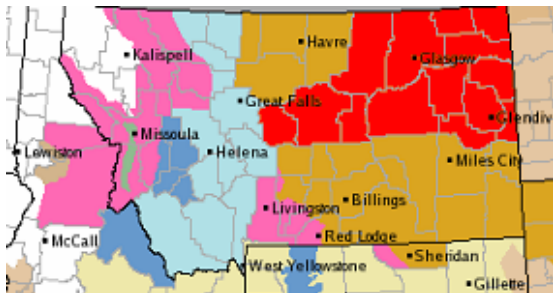 Havre
Kalispell
Glasgow
Great Falls
Glendiv
Missoula
Lewiston
Helena
Miles City
Billings
Livingston
Red Lodge
McCall
Sheridan
West Yellowstone
Gillette